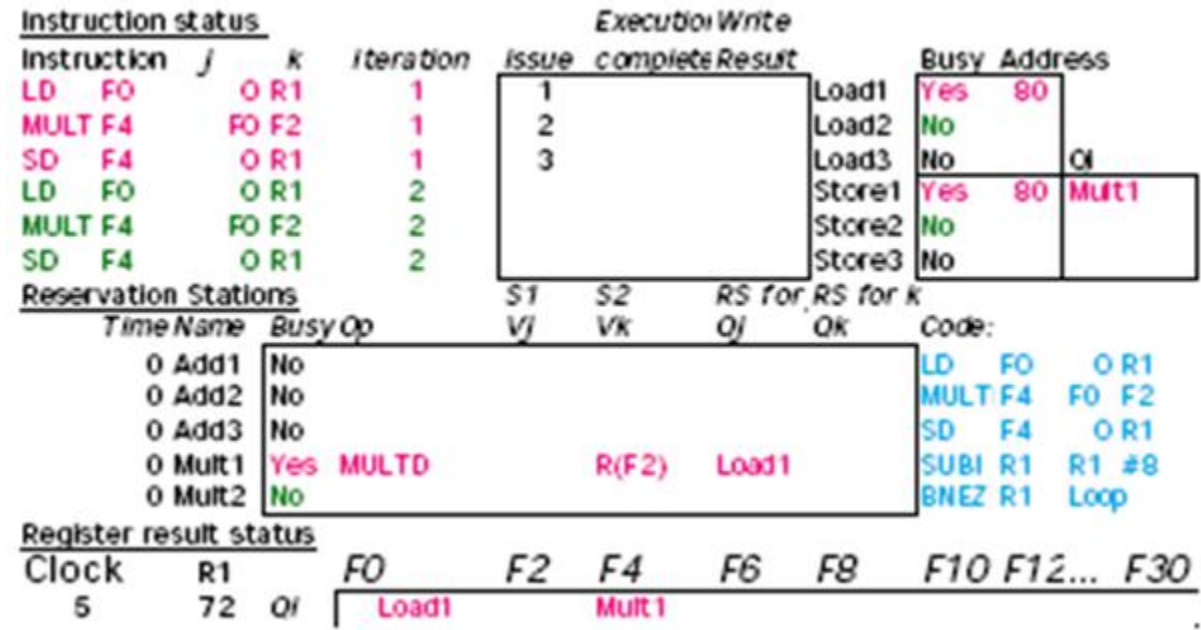 Instruction status Execution Write
Instruction j k iteration Issue complete Result Busy Address
LD F0 0 R1 1 1 Load1 Yes 80
MULT F4 F0 F2 1 2 Load2 No
SD F4 0 R1 1 3 Load3 No Qi
LD F0 0 R1 2 Store1 Yes 80 Mult1
MULT F4 F0 F2 2 Store2 No
SD F4 0 R1 2 Store3 No
Reservation Stations S1 S2 RS for RS for k
Time Name Busy Op Vj Vk Qj Qk Code:
0 Add1 No LD F0 0 R1
0 Add2 No MULT F4 F0 F2
0 Add3 No SD F4 0 R1
0 Mult1 Yes MULTD R(F2) Load1 SUBI R1 R1 #8
0 Mult2 No BNEZ R1 Loop
Register result status
Clock R1 F0 F2 F4 F6 F8 F10 F12... F30
5 72 Qi Load1 Mult1